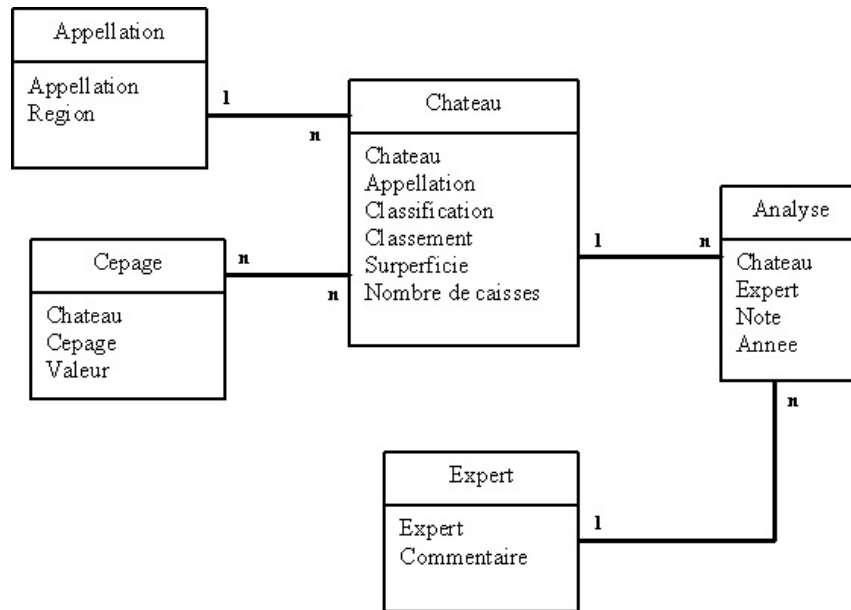 Appellation
Appellation
Region
1
n
Chateau
Chateau
Appellation
Classification
Classement
Surperficie
Nombre de caisses
Cepage
Chateau
Cepage
Valeur
n
n
1
n
Analyse
Chateau
Expert
Note
Annee
n
1
Expert
Expert
Commentaire